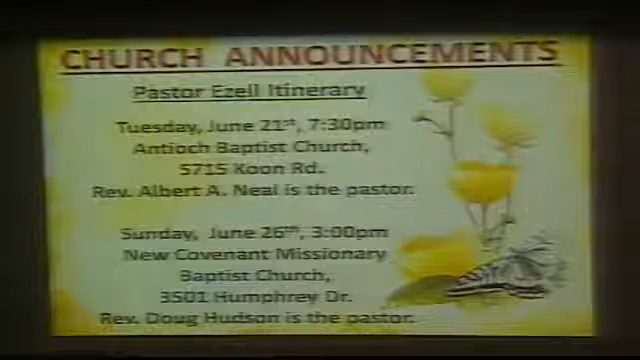 CHURCH ANNOUNCEMENTS
Pastor Ezell Itinerary
Tuesday, June 21st, 7:30pm
Antioch Baptist Church,
5715 Koon Rd.
Rev. Albert A. Neal is the pastor.
Sunday, June 26th, 3:00pm
New Covenant Missionary
Baptist Church,
3501 Humphrey Dr.
Rev. Doug Hudson is the pastor.